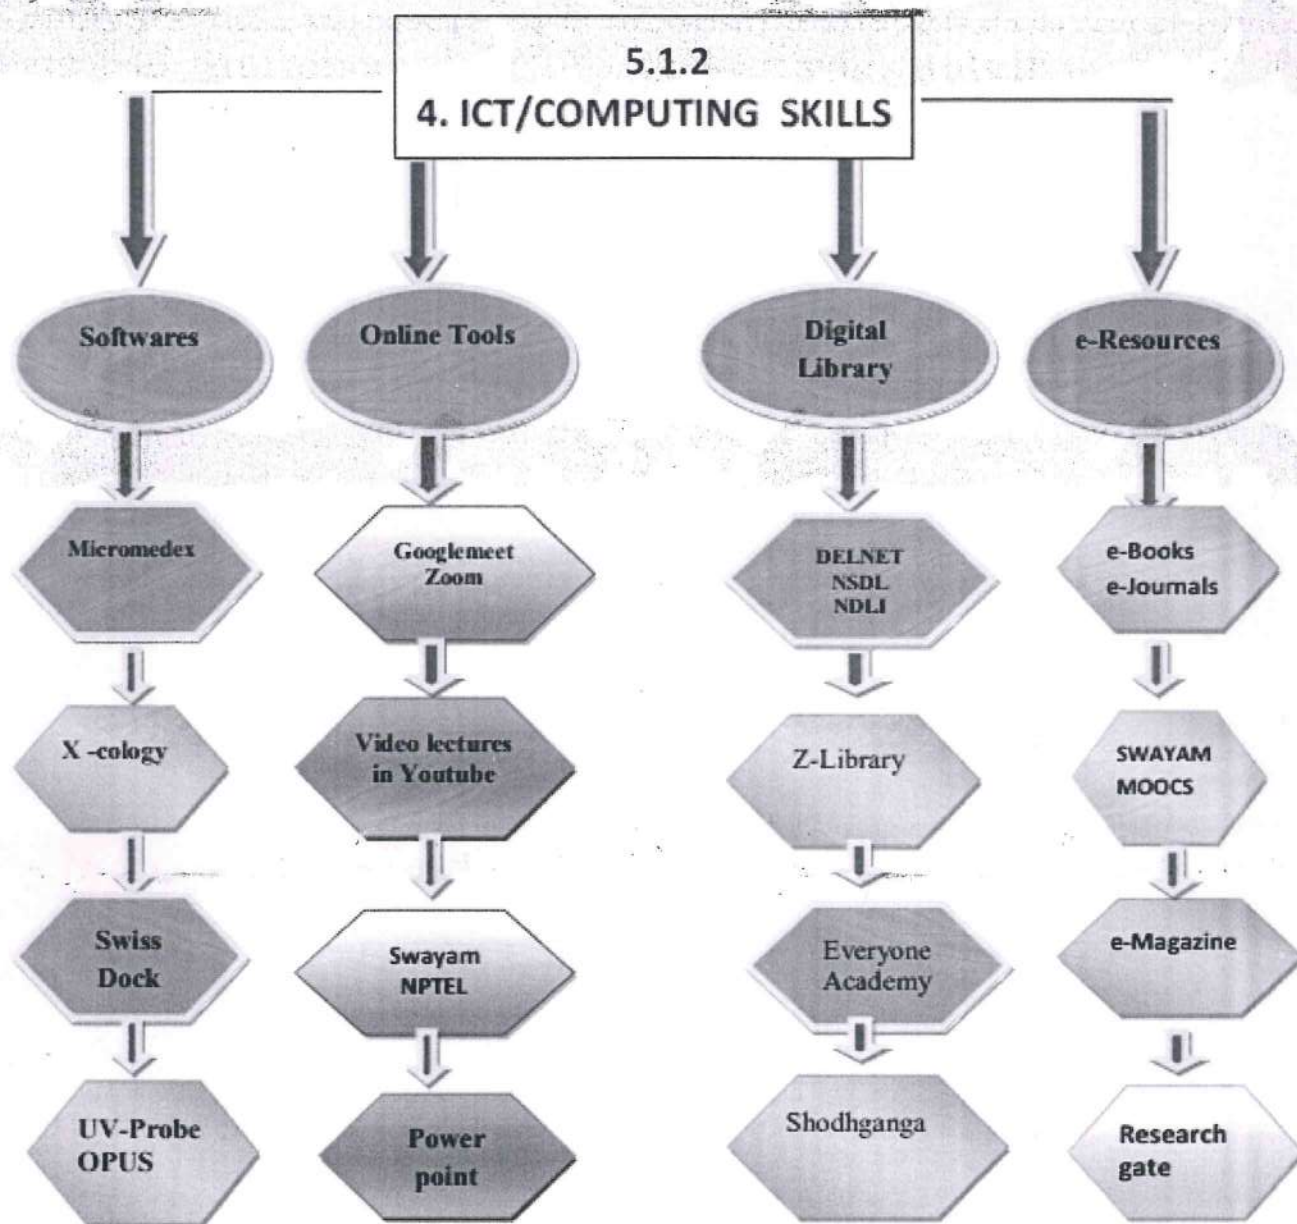 5.1.2
4. ICT/COMPUTING SKILLS
Softwares
Micromedex
X -cology
Swiss
Dock
UV-Probe
OPUS
Online Tools
Googlemeet
Zoom
Video lectures
in Youtube
Swayam
NPTEL
Power
point
Digital
Library
DELNET
NSDL
NDLI
Z-Library
Everyone
Academy
Shodhganga
e-Resources
e-Books
e-Journals
SWAYAM
MOOCS
e-Magazine
Research
gate